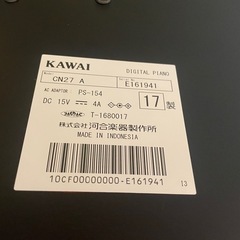 KAWAI
DIGITAL PIANO
CN27 A
E161941
AC ADAPTOR PS-154
DC 15V 4A
17 製
T-1680017
株式会社 河合楽器製作所
MADE IN INDONESIA
10CF00000000-E161941
13